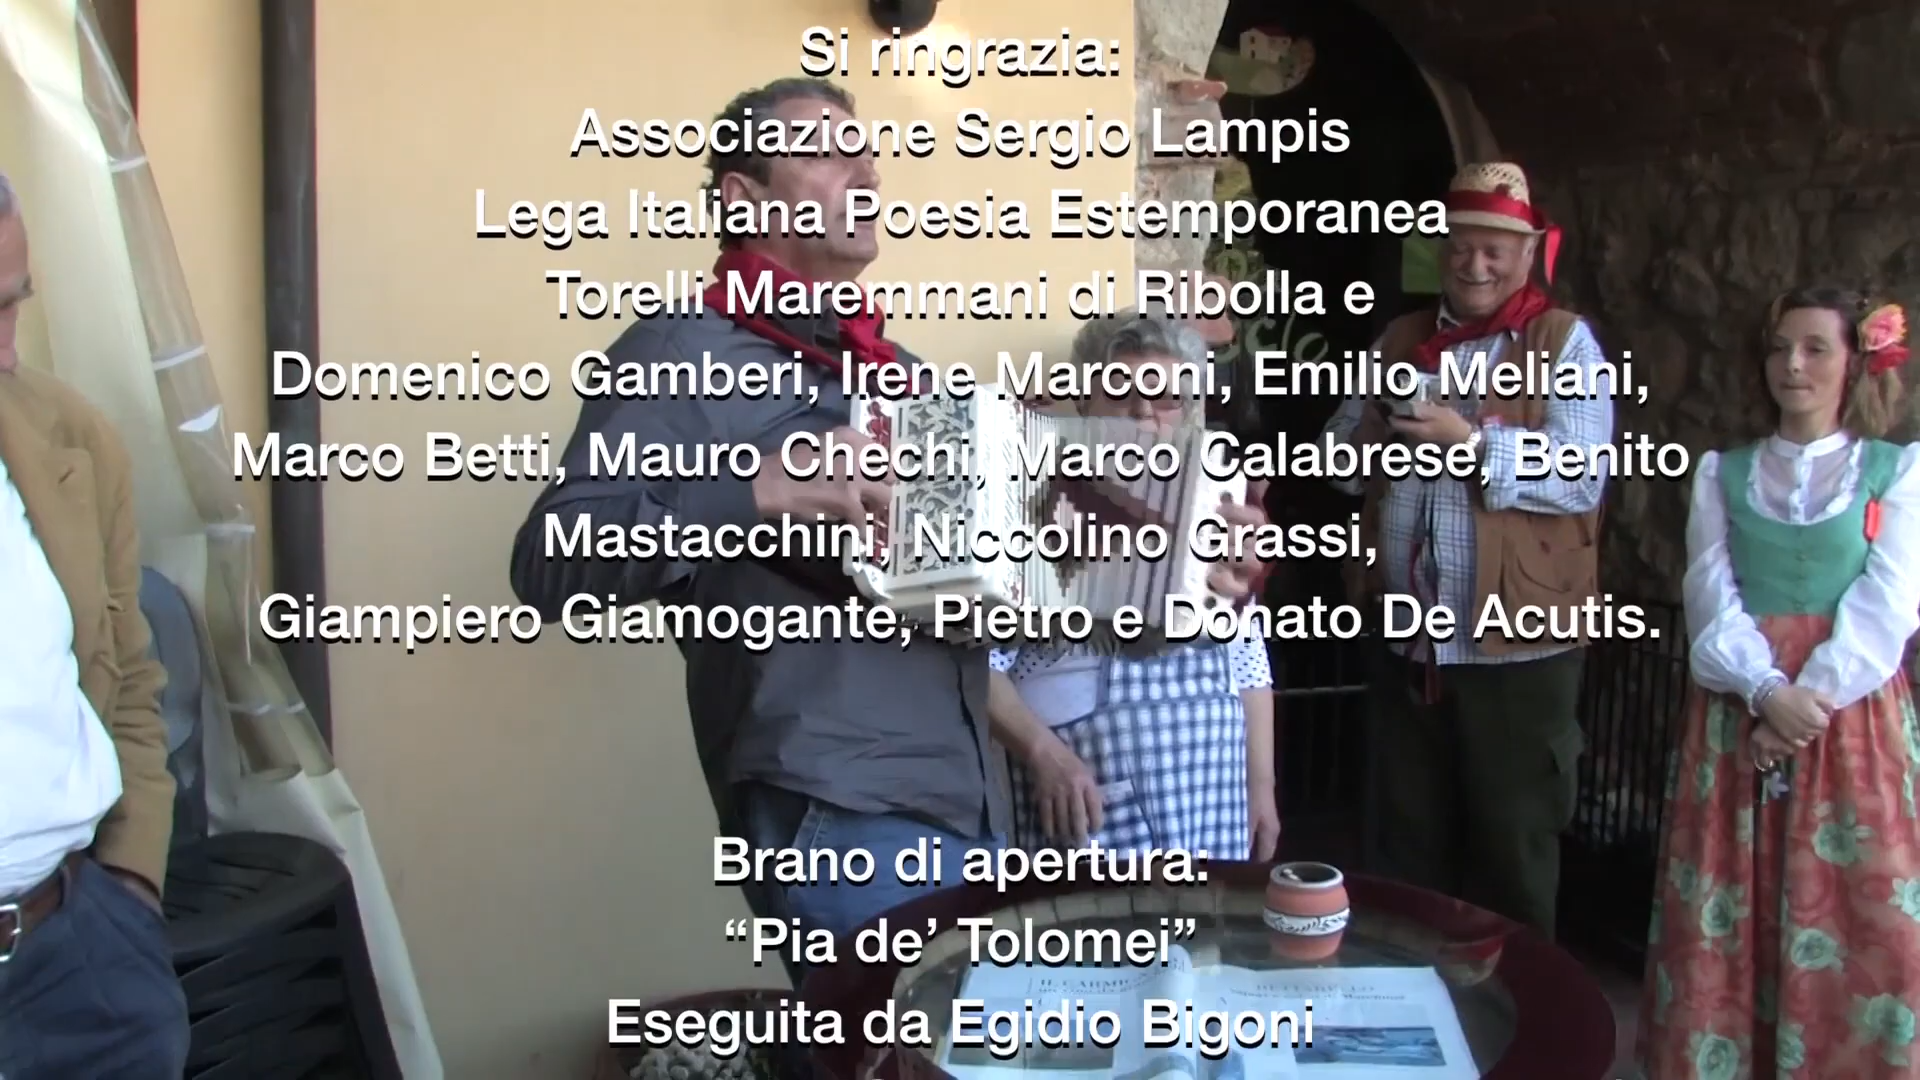 Si ringrazia:
Associazione Sergio Lampis
Lega Italiana Poesia Estemporanea
Torelli Maremmani di Ribolla e
Domenico Gamberi, Irene Marconi, Emilio Meliani,
Marco Betti, Mauro Chechi, Marco Calabrese, Benito
Mastacchini, Niccolino Grassi,
Giampiero Giamogante, Pietro e Donato De Acutis.
Brano di apertura:
“Pia de’ Tolomei”
Eseguita da Egidio Bigoni